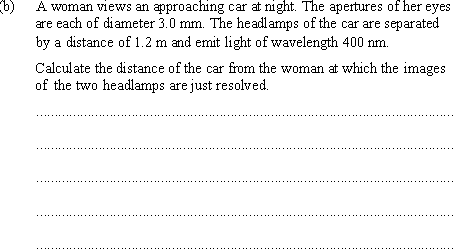 (b) A woman views an approaching car at night. The apertures of her eyes
are each of diameter 3.0 mm. The headlamps of the car are separated
by a distance of 1.2 m and emit light of wavelength 400 nm.
Calculate the distance of the car from the woman at which the images
of the two headlamps are just resolved.